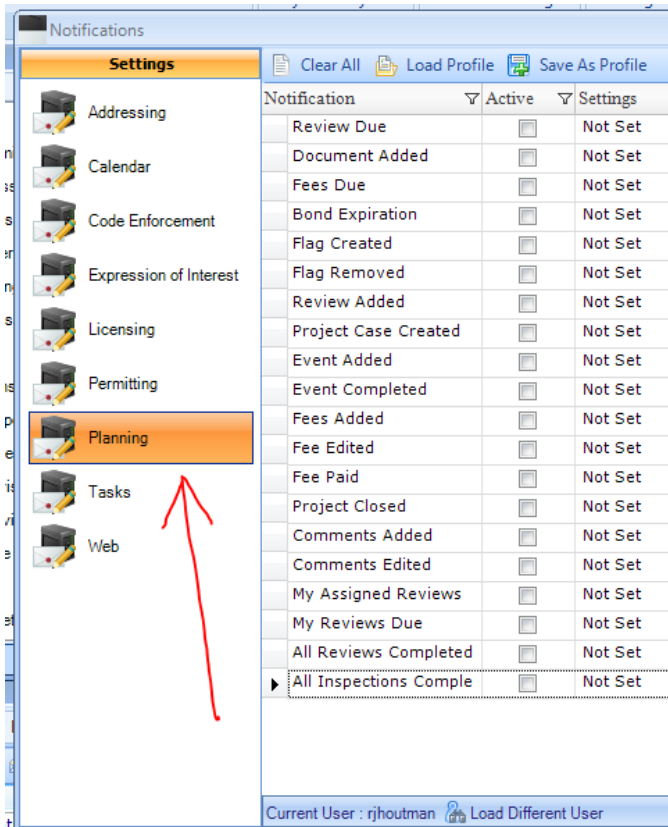 Notifications
Settings
Clear All Load Profile Save As Profile
Notification Active Settings
Addressing
Calendar
Code Enforcement
Expression of Interest
Licensing
Permitting
Planning
Tasks
Web
Review Due Not Set
Document Added Not Set
Fees Due Not Set
Bond Expiration Not Set
Flag Created Not Set
Flag Removed Not Set
Review Added Not Set
Project Case Created Not Set
Event Added Not Set
Event Completed Not Set
Fees Added Not Set
Fee Edited Not Set
Fee Paid Not Set
Project Closed Not Set
Comments Added Not Set
Comments Edited Not Set
My Assigned Reviews Not Set
My Reviews Due Not Set
All Reviews Completed Not Set
All Inspections Comple Not Set
Current User : rjhoutman Load Different User